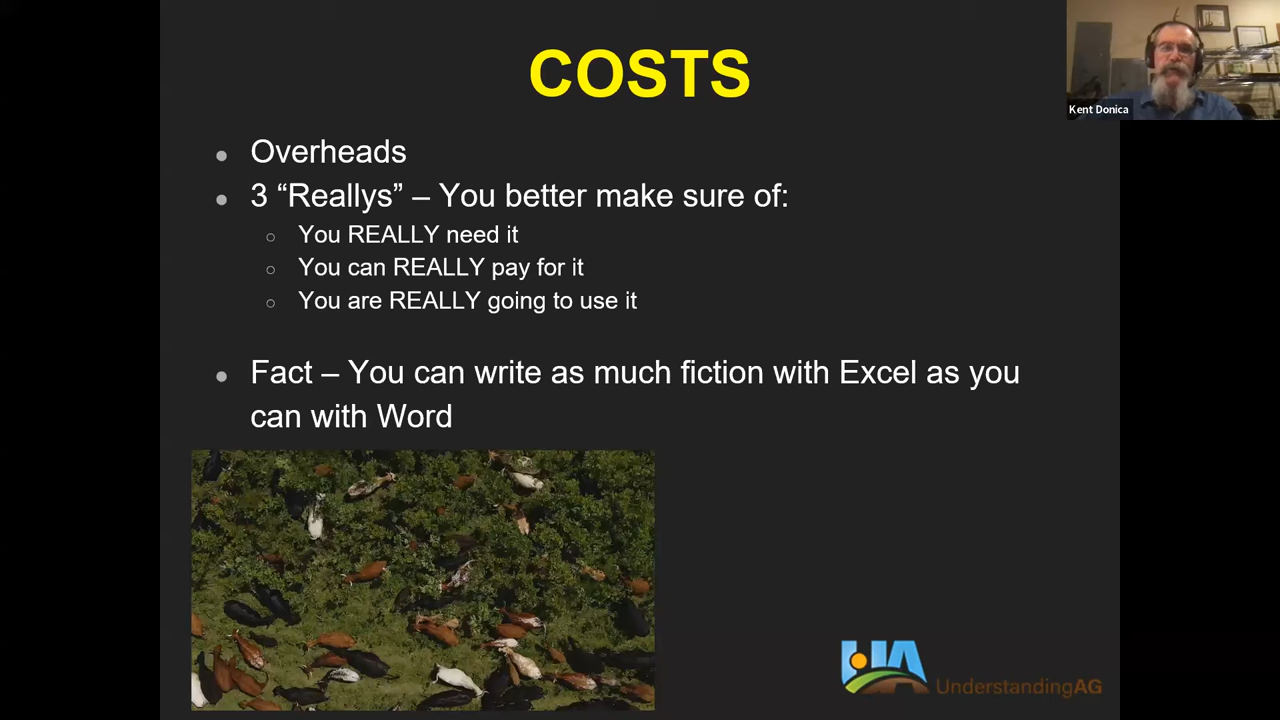 COSTS
Kent Donica
● Overheads
● 3 “Reallys” – You better make sure of:
○ You REALLY need it
○ You can REALLY pay for it
○ You are REALLY going to use it
● Fact – You can write as much fiction with Excel as you
can with Word
UA
UnderstandingAG